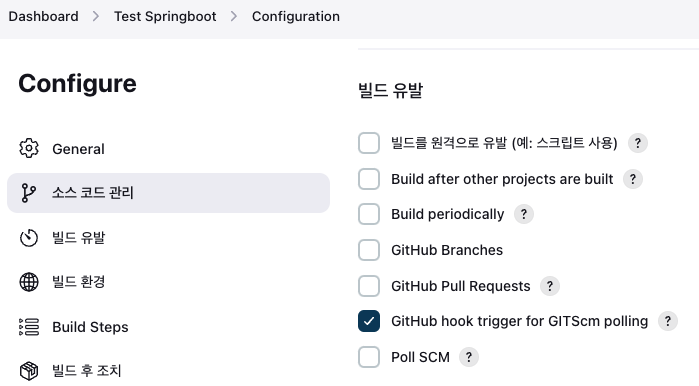 Dashboard > Test Springboot > Configuration
Configure
General
소스 코드 관리
빌드 유발
빌드 환경
Build Steps
빌드 후 조치
빌드 유발
빌드를 원격으로 유발 (예: 스크립트 사용) ?
Build after other projects are built ?
Build periodically ?
GitHub Branches
GitHub Pull Requests ?
GitHub hook trigger for GITScm polling ?
Poll SCM ?